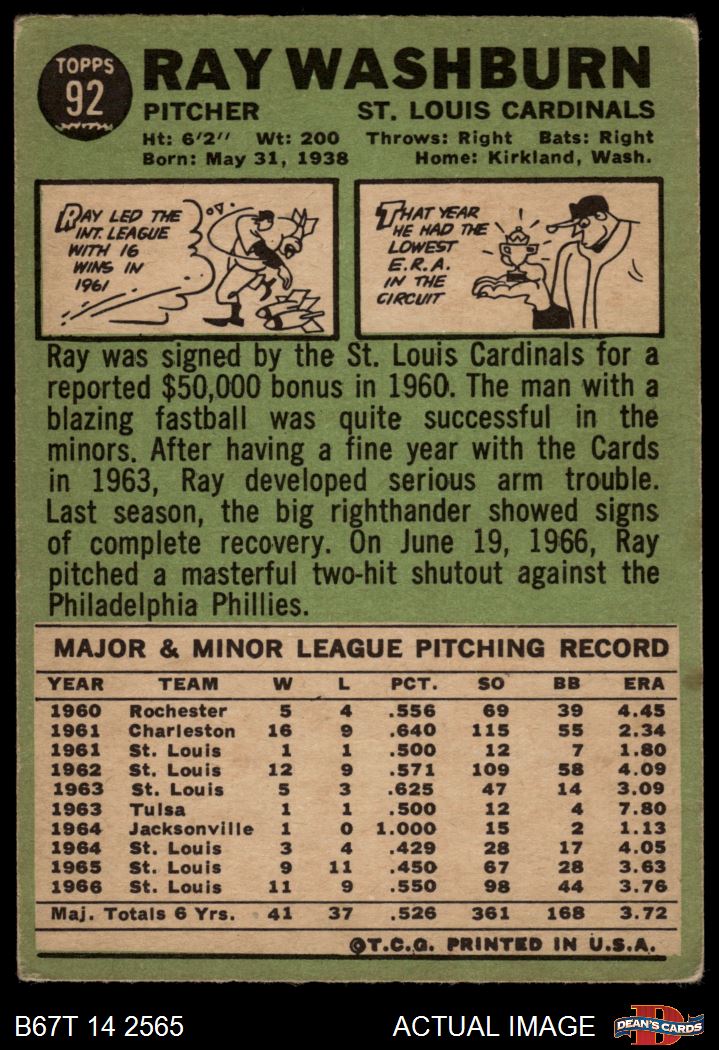 TOPPS
92
RAY WASHBURN
PITCHER ST. LOUIS CARDINALS
Ht: 6'2" Wt: 200 Throws: Right Bats: Right
Born: May 31, 1938 Home: Kirkland, Wash.
RAY LED THE
INT. LEAGUE
WITH 16
WINS IN
1961
THAT YEAR
HE HAD THE
LOWEST
E.R.A.
IN THE
CIRCUIT
Ray was signed by the St. Louis Cardinals for a
reported $50,000 bonus in 1960. The man with a
blazing fastball was quite successful in the
minors. After having a fine year with the Cards
in 1963, Ray developed serious arm trouble.
Last season, the big righthander showed signs
of complete recovery. On June 19, 1966, Ray
pitched a masterful two-hit shutout against the
Philadelphia Phillies.
MAJOR & MINOR LEAGUE PITCHING RECORD
YEAR TEAM W L PCT. SO BB ERA
1960 Rochester 5 4 .556 69 39 4.45
1961 Charleston 16 9 .640 115 55 2.34
1961 St. Louis 1 1 .500 12 7 1.80
1962 St. Louis 12 9 .571 109 58 4.09
1963 St. Louis 5 3 .625 47 14 3.09
1963 Tulsa 1 1 .500 12 4 7.80
1964 Jacksonville 1 0 1.000 15 2 1.13
1964 St. Louis 3 4 .429 28 17 4.05
1965 St. Louis 9 11 .450 67 28 3.63
1966 St. Louis 11 9 .550 98 44 3.76
Maj. Totals 6 Yrs. 41 37 .526 361 168 3.72
©T.C.G. PRINTED IN U.S.A.
B67T 14 2565 ACTUAL IMAGE D DEAN'S CARDS